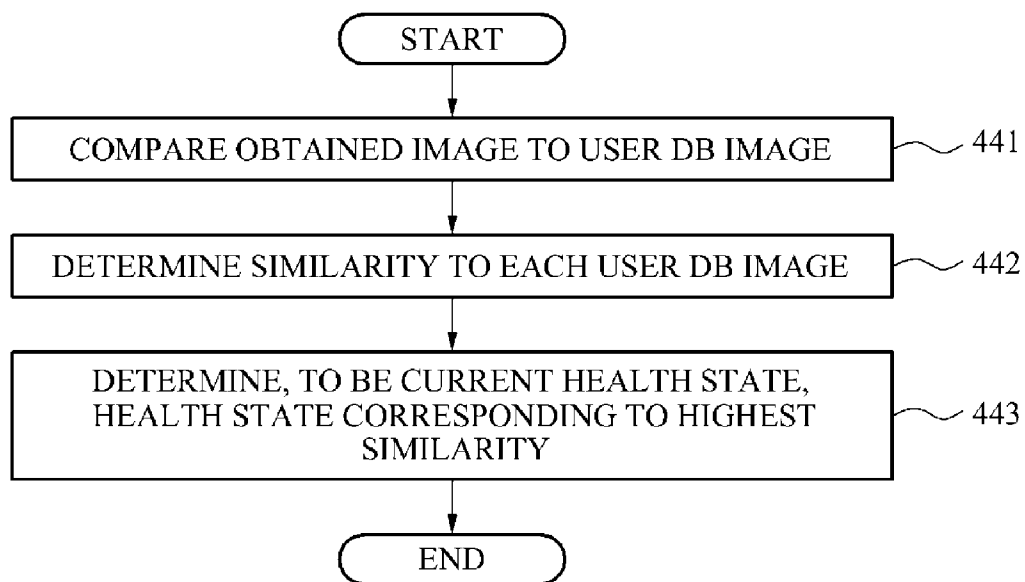 START
COMPARE OBTAINED IMAGE TO USER DB IMAGE
441
DETERMINE SIMILARITY TO EACH USER DB IMAGE
442
DETERMINE, TO BE CURRENT HEALTH STATE,
HEALTH STATE CORRESPONDING TO HIGHEST
SIMILARITY
443
END